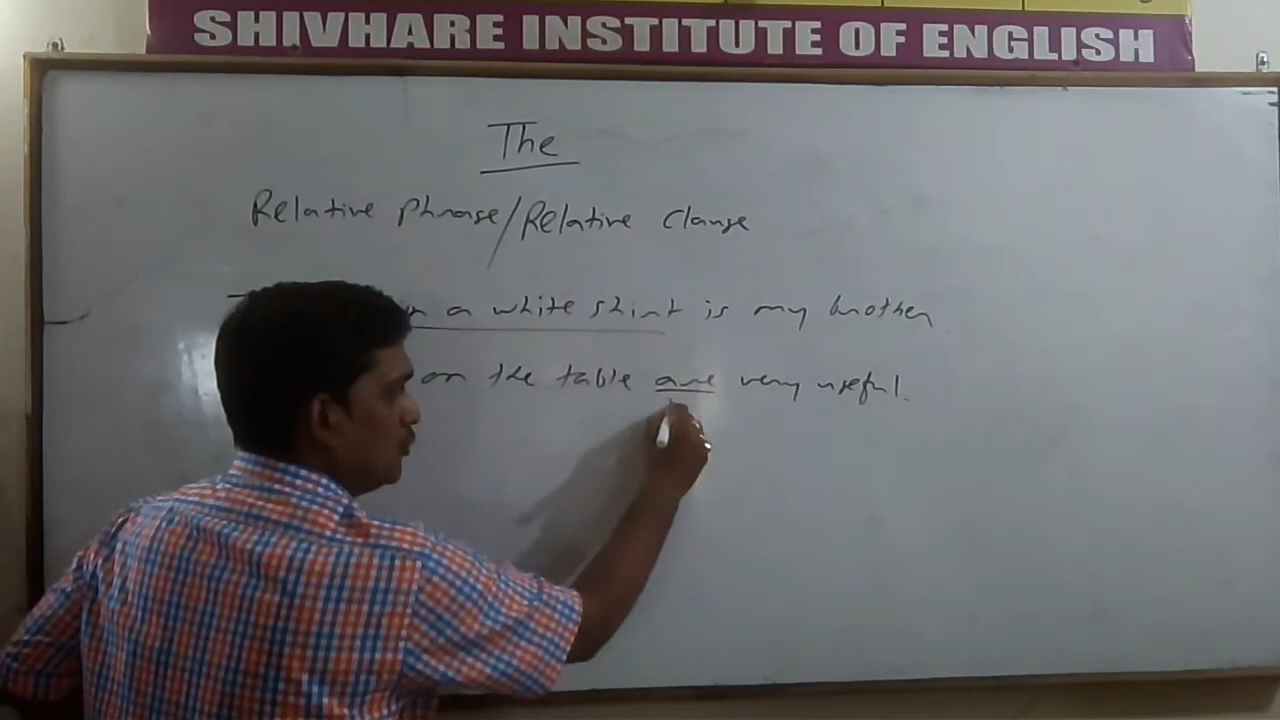 SHIVHARE INSTITUTE OF ENGLISH
The
Relative Phrase/Relative Clause
in a white shirt is my brother
on the table are very useful.